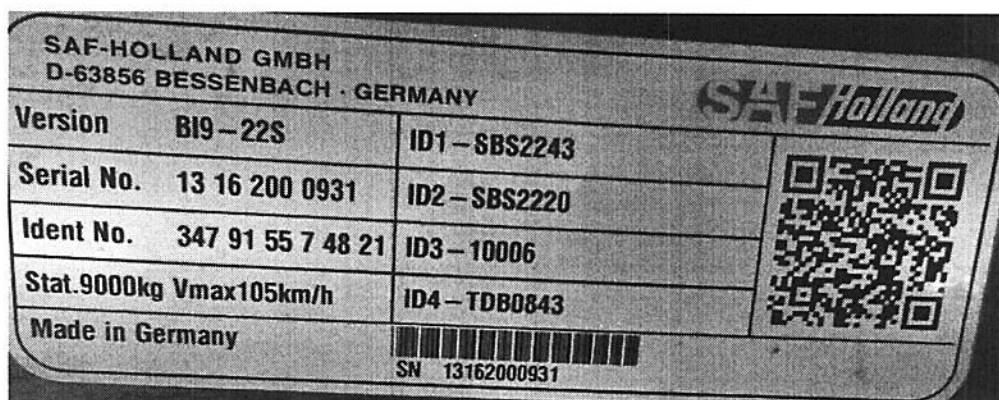 SAF-HOLLAND GMBH
D-63856 BESSENBACH · GERMANY
SAF Holland
Version BI9-22S
ID1-SBS2243
Serial No. 13 16 200 0931
ID2-SBS2220
Ident No. 347 91 55 7 48 21
ID3-10006
Stat.9000kg Vmax105km/h
ID4-TDB0843
Made in Germany
SN 13162000931